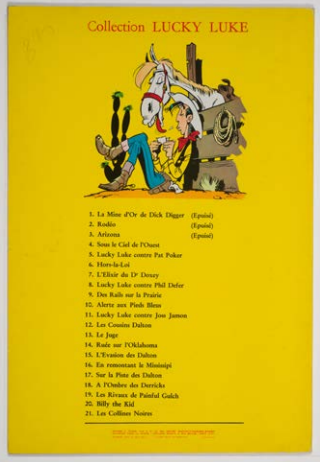 Collection LUCKY LUKE
1. La Mine d'Or de Dick Digger (Epuisé)
2. Rodéo (Epuisé)
3. Arizona (Epuisé)
4. Sous le Ciel de l'Ouest
5. Lucky Luke contre Pat Poker
6. Hors-la-Loi
7. L'Elixir du Dr Doxey
8. Lucky Luke contre Phil Defer
9. Des Rails sur la Prairie
10. Alerte aux Pieds Bleus
11. Lucky Luke contre Joss Jamon
12. Les Cousins Dalton
13. Le Juge
14. Ruée sur l'Oklahoma
15. L'Evasion des Dalton
16. En remontant le Mississipi
17. Sur la Piste des Dalton
18. A l'Ombre des Derricks
19. Les Rivaux de Painful Gulch
20. Billy the Kid
21. Les Collines Noires